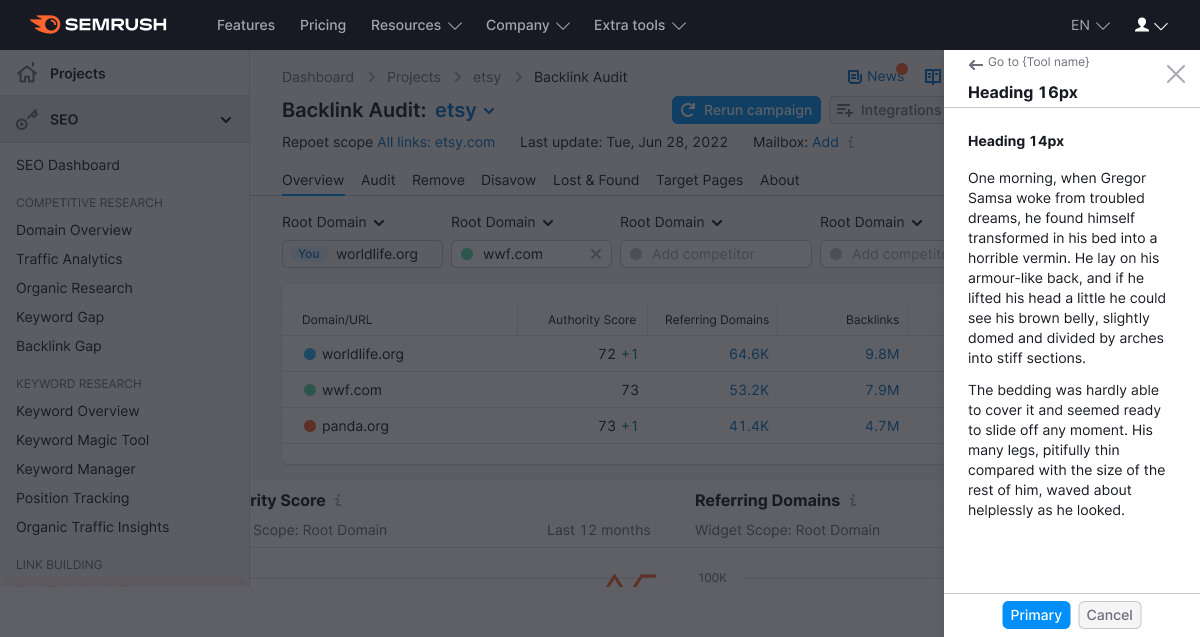 SEMRUSH Features Pricing Resources Company Extra tools EN
Projects
SEO
SEO Dashboard
COMPETITIVE RESEARCH
Domain Overview
Traffic Analytics
Organic Research
Keyword Gap
Backlink Gap
KEYWORD RESEARCH
Keyword Overview
Keyword Magic Tool
Keyword Manager
Position Tracking
Organic Traffic Insights
LINK BUILDING
Dashboard Projects etsy Backlink Audit News
Backlink Audit: etsy Rerun campaign Integrations
Repoet scope All links: etsy.com Last update: Tue, Jun 28, 2022 Mailbox: Add i
Overview Audit Remove Disavow Lost & Found Target Pages About
Root Domain Root Domain Root Domain Root Domain
You worldlife.org wwf.com Add competitor Add competit
Domain/URL Authority Score Referring Domains Backlinks
worldlife.org 72 +1 64.6K 9.8M
wwf.com 73 53.2K 7.9M
panda.org 73 +1 41.4K 4.7M
rity Score i Referring Domains i
Scope: Root Domain Last 12 months Widget Scope: Root Domain
100K
Go to {Tool name}
Heading 16px
Heading 14px
One morning, when Gregor
Samsa woke from troubled
dreams, he found himself
transformed in his bed into a
horrible vermin. He lay on his
armour-like back, and if he
lifted his head a little he could
see his brown belly, slightly
domed and divided by arches
into stiff sections.
The bedding was hardly able
to cover it and seemed ready
to slide off any moment. His
many legs, pitifully thin
compared with the size of the
rest of him, waved about
helplessly as he looked.
Primary Cancel